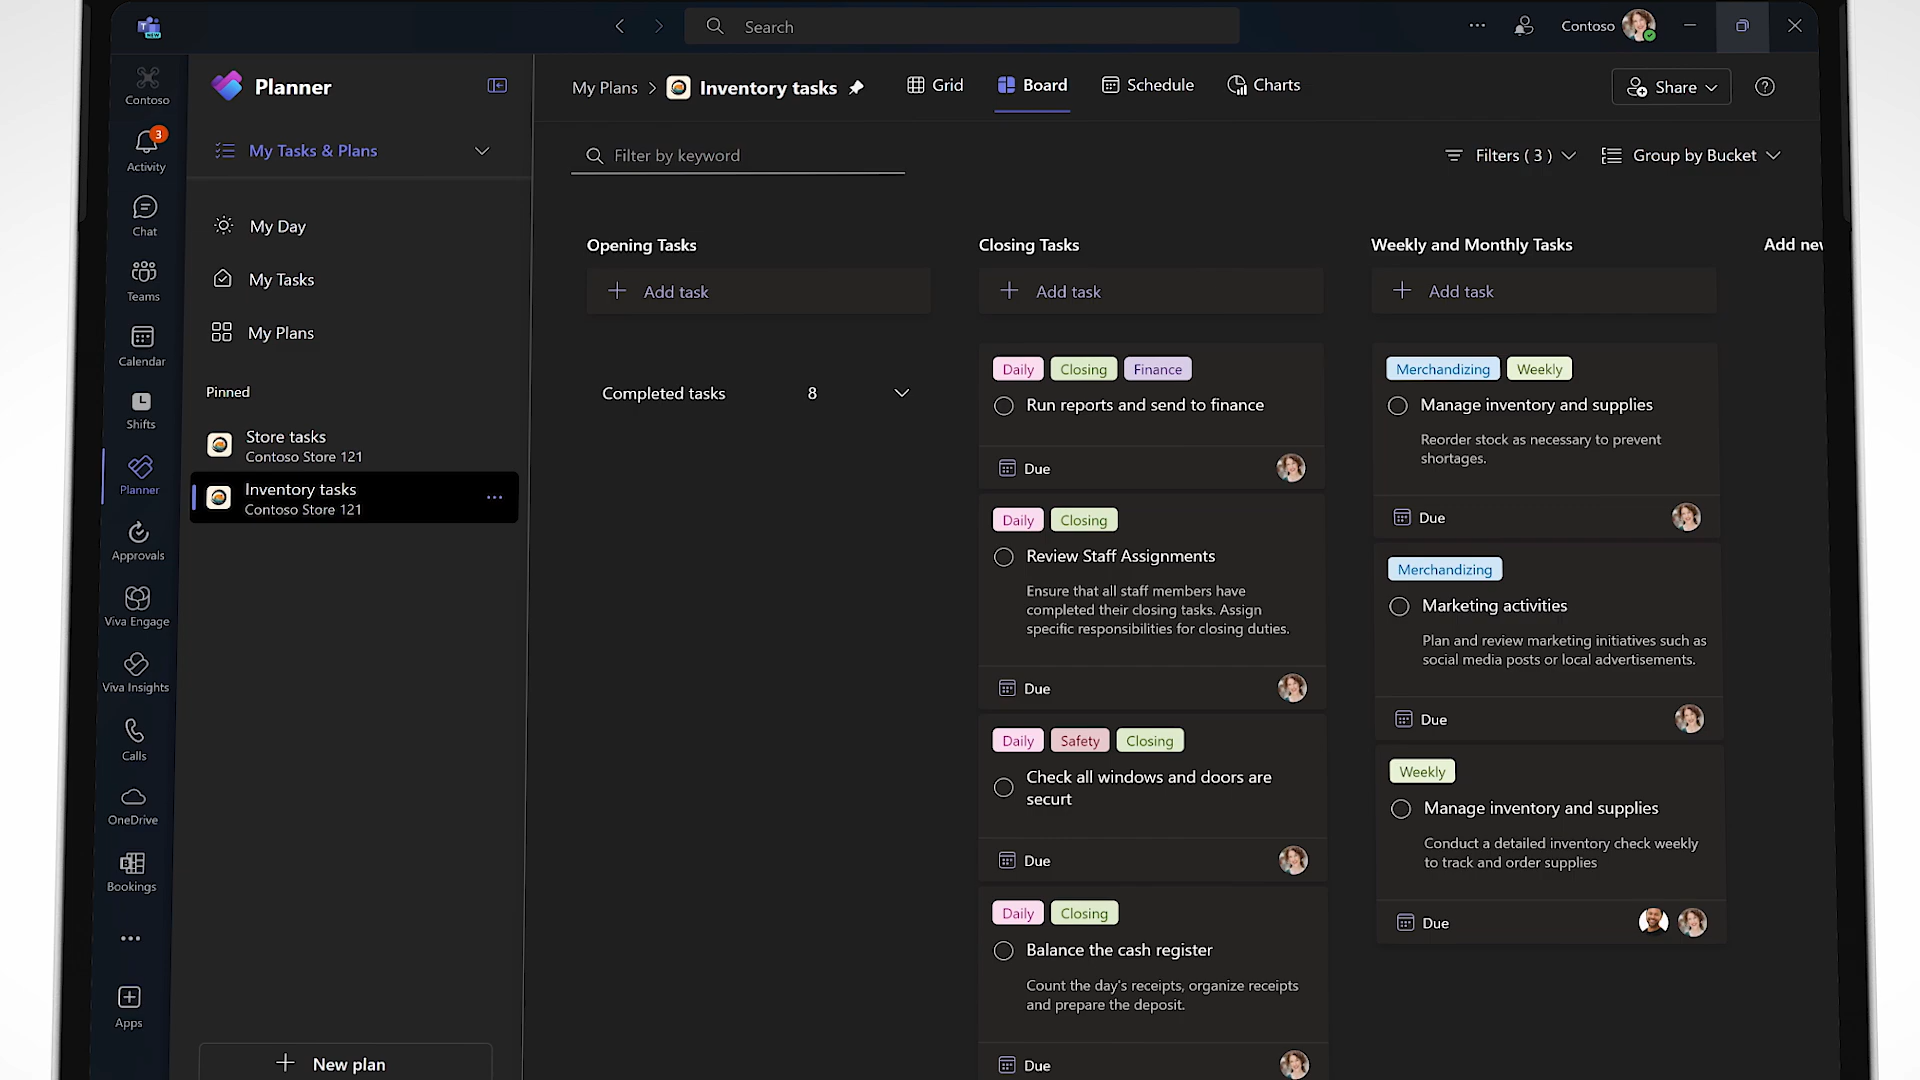 Search
Contoso
Contoso
3
Activity
Chat
Teams
Calendar
Shifts
Planner
Approvals
Viva Engage
Viva Insights
Calls
OneDrive
Bookings
Apps
Planner
My Tasks & Plans
My Day
My Tasks
My Plans
Pinned
Store tasks
Contoso Store 121
Inventory tasks
Contoso Store 121
New plan
My Plans > Inventory tasks
Grid
Board
Schedule
Charts
Share
Filter by keyword
Filters ( 3 )
Group by Bucket
Opening Tasks
Add task
Completed tasks 8
Closing Tasks
Add task
Daily Closing Finance
Run reports and send to finance
Due
Daily Closing
Review Staff Assignments
Ensure that all staff members have
completed their closing tasks. Assign
specific responsibilities for closing duties.
Due
Daily Safety Closing
Check all windows and doors are
securt
Due
Daily Closing
Balance the cash register
Count the day's receipts, organize receipts
and prepare the deposit.
Due
Weekly and Monthly Tasks
Add task
Merchandizing Weekly
Manage inventory and supplies
Reorder stock as necessary to prevent
shortages.
Due
Merchandizing
Marketing activities
Plan and review marketing initiatives such as
social media posts or local advertisements.
Due
Weekly
Manage inventory and supplies
Conduct a detailed inventory check weekly
to track and order supplies
Due
Add